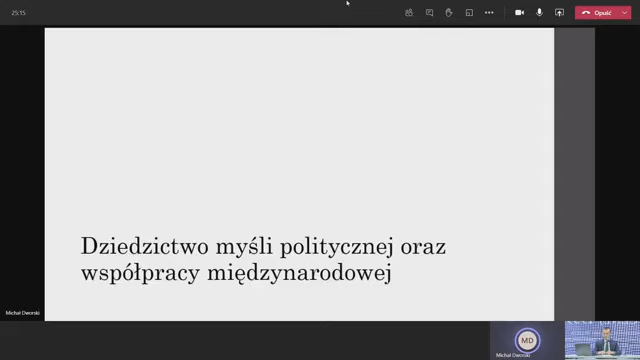 25:15
Opuść
Dziedzictwo myśli politycznej oraz
współpracy międzynarodowej
Michał Dworski
MD
Michał Dworski